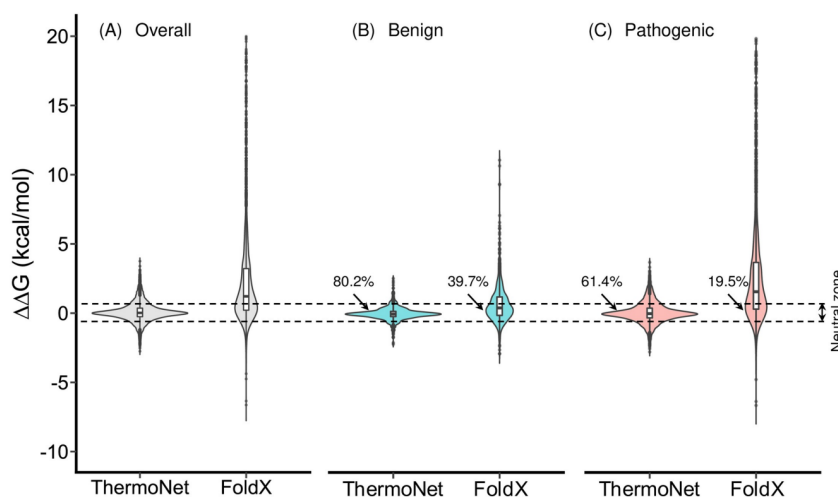 (A) Overall
(B) Benign
(C) Pathogenic
20
15
10
5
0
-5
-10
ΔΔG (kcal/mol)
80.2%
39.7%
61.4%
19.5%
Neutral zone
ThermoNet
FoldX
ThermoNet
FoldX
ThermoNet
FoldX